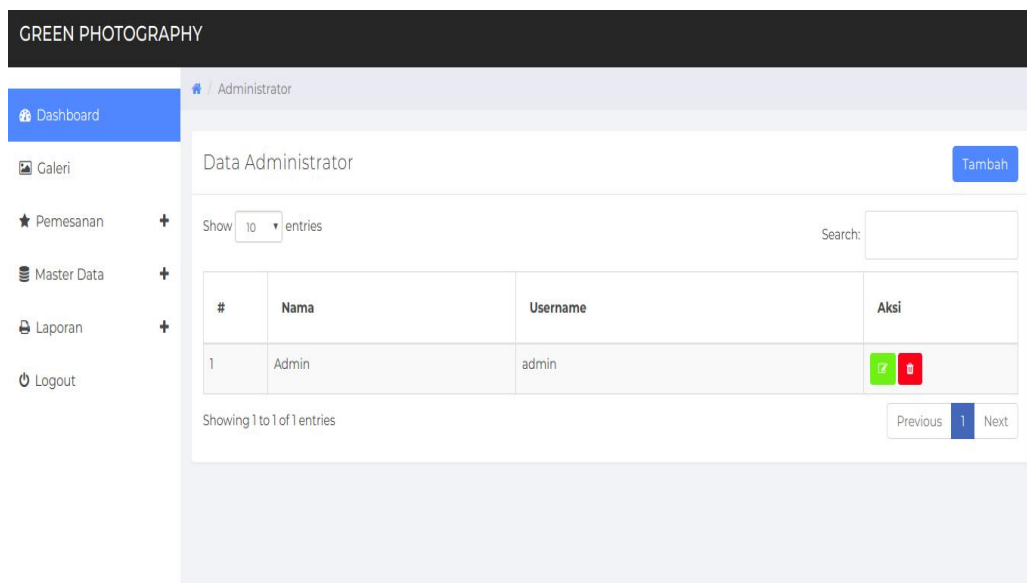 GREEN PHOTOGRAPHY
/ Administrator
Dashboard
Galeri
Pemesanan +
Master Data +
Laporan +
Logout
Data Administrator
Tambah
Show 10 entries
Search:
# Nama Username Aksi
1 Admin admin
Showing 1 to 1 of 1 entries
Previous 1 Next